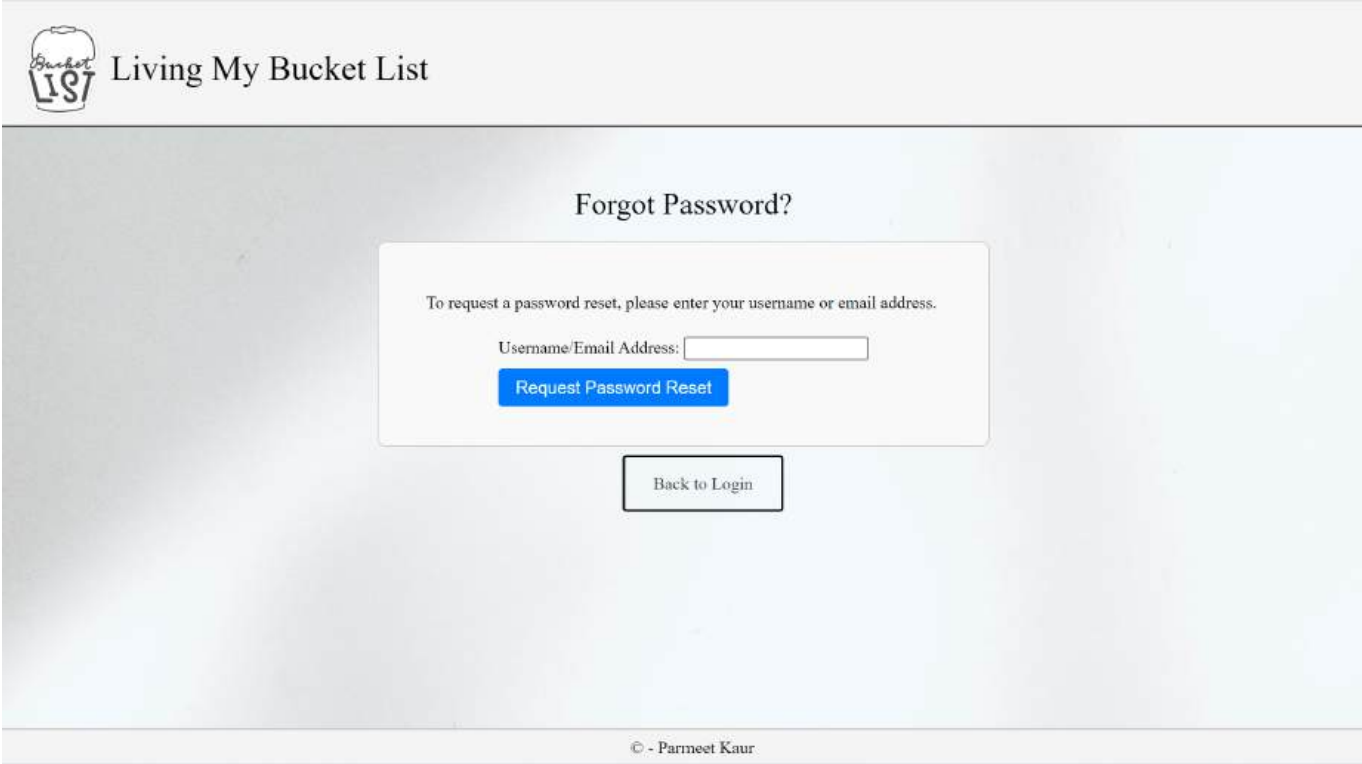 Bucket
LIST
Living My Bucket List
Forgot Password?
To request a password reset, please enter your username or email address.
Username/Email Address:
Request Password Reset
Back to Login
© - Parmeet Kaur